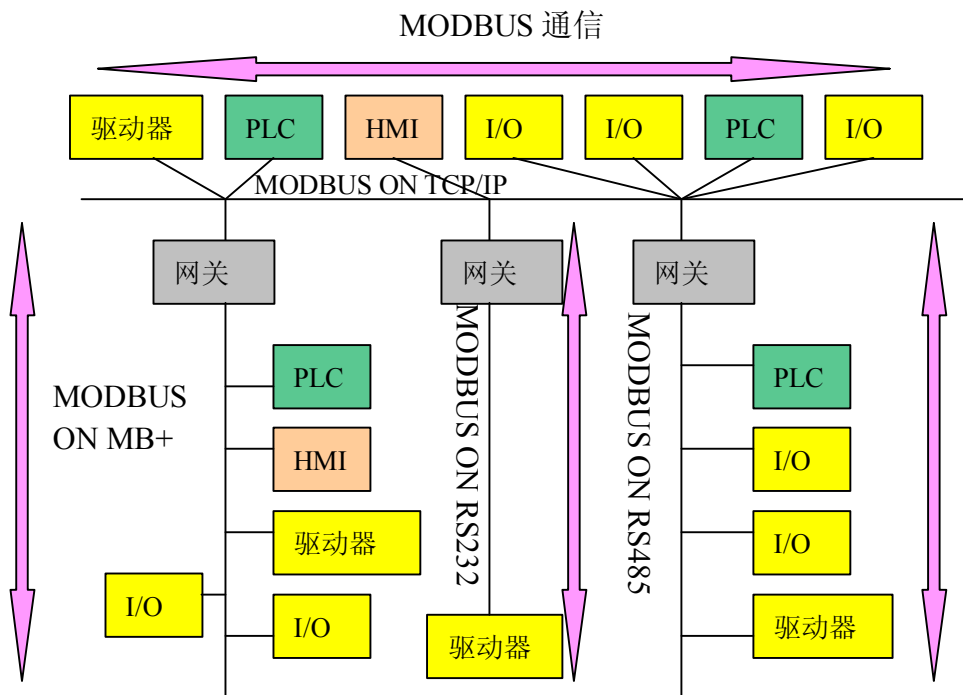 MODBUS 通信
驱动器
PLC
HMI
I/O
I/O
PLC
I/O
MODBUS ON TCP/IP
网关
网关
网关
MODBUS
ON MB+
PLC
HMI
驱动器
I/O
I/O
MODBUS ON RS232
驱动器
MODBUS ON RS485
PLC
I/O
I/O
驱动器